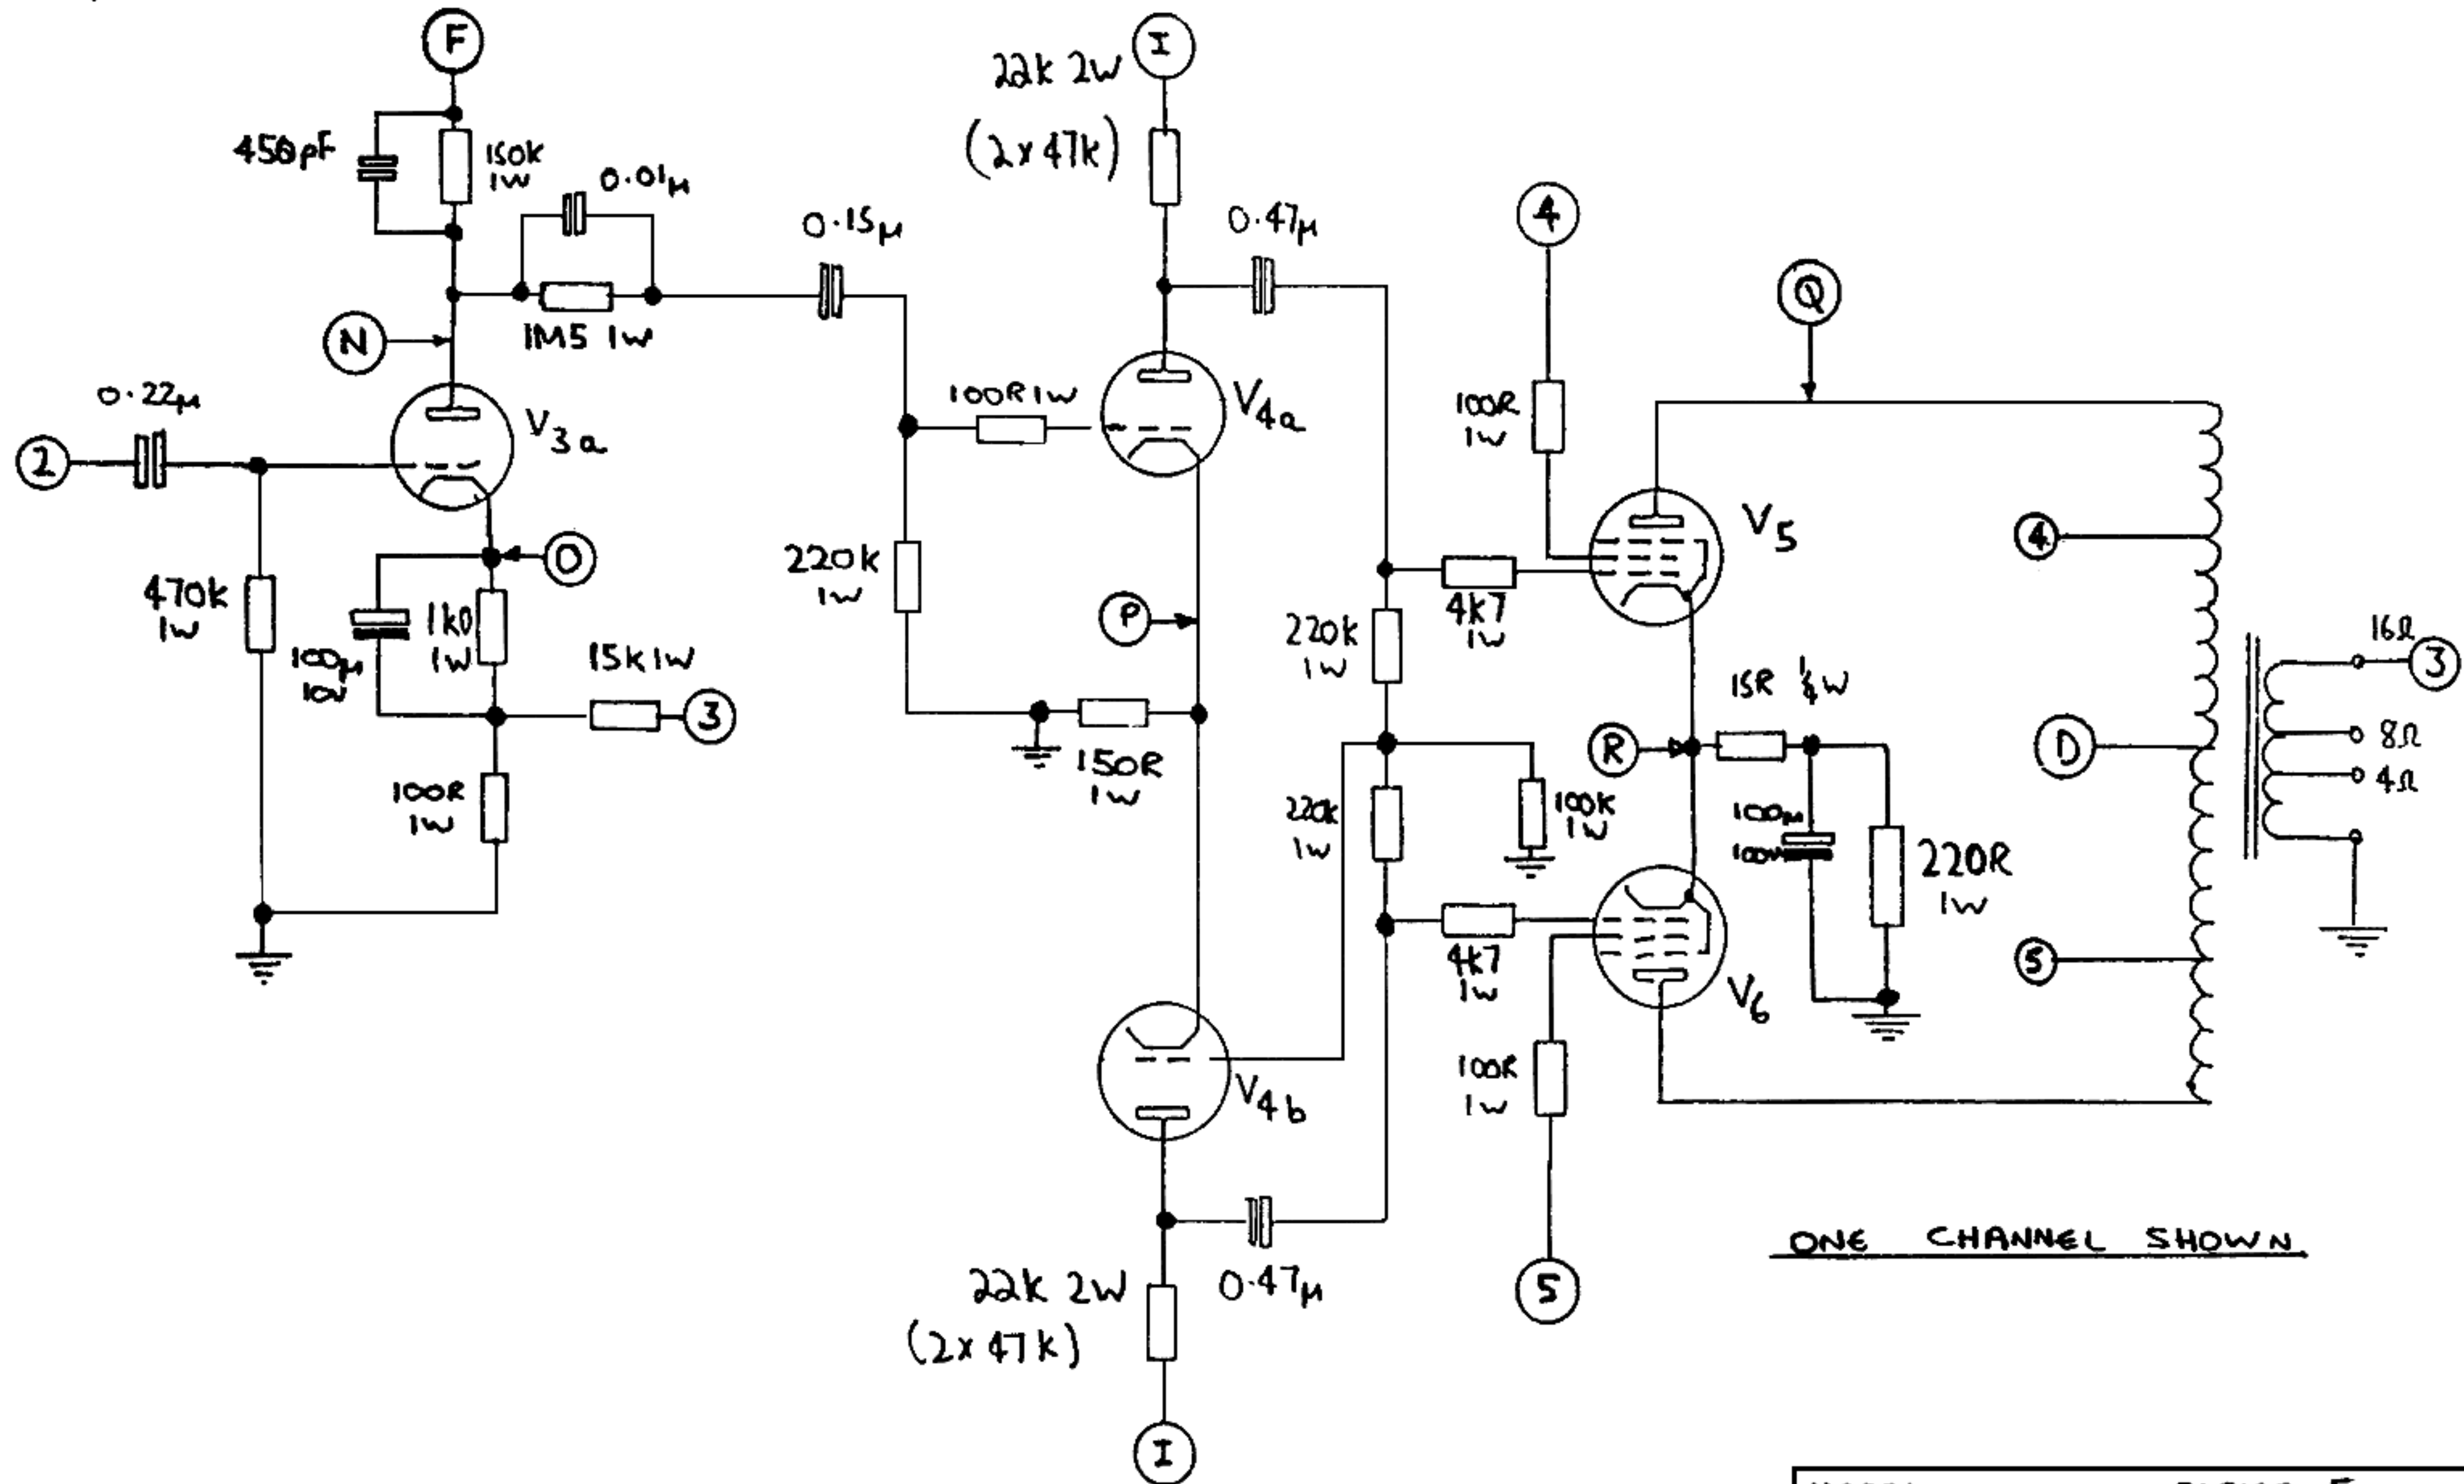 F
450pF
150k
1W
0.01μ
N
1M5 1W
0.22μ
2
V3a
O
470k
1W
100μ
10v
1k0
1W
15k 1W
3
100R
1W
0.15μ
I
22k 2W
(2x47k)
0.47μ
100R 1W
V4a
220k
1W
P
150R
1W
4
100R
1W
Q
V5
4k7
1W
220k
1W
R
15R ½W
220k
1W
100k
1W
100μ
220R
1W
4k7
1W
V6
100R
1W
5
V4b
0.47μ
22k 2W
(2x47k)
I
4
D
5
16Ω
3
8Ω
4Ω
ONE CHANNEL SHOWN